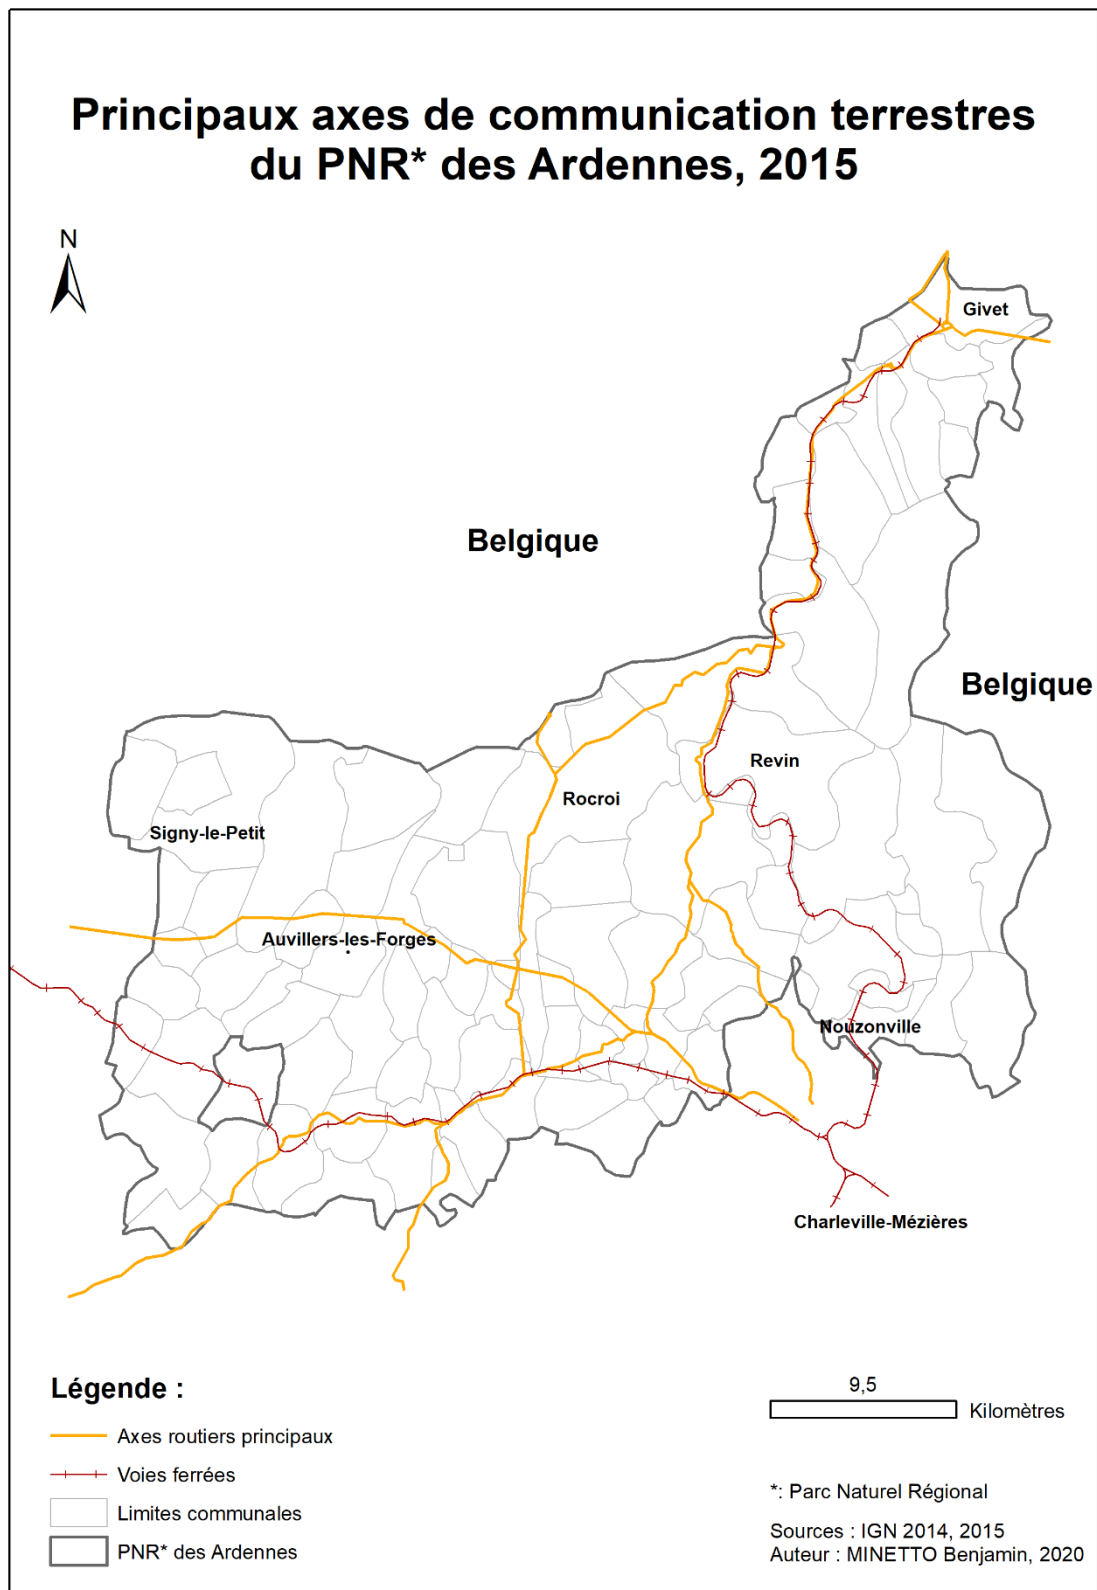 Principaux axes de communication terrestres
du PNR* des Ardennes, 2015
N
Givet
Belgique
Belgique
Revin
Rocroi
Signy-le-Petit
Auvillers-les-Forges
Nouzonville
Charleville-Mézières
Légende :
Axes routiers principaux
Voies ferrées
Limites communales
PNR* des Ardennes
9,5
Kilomètres
*: Parc Naturel Régional
Sources : IGN 2014, 2015
Auteur : MINETTO Benjamin, 2020